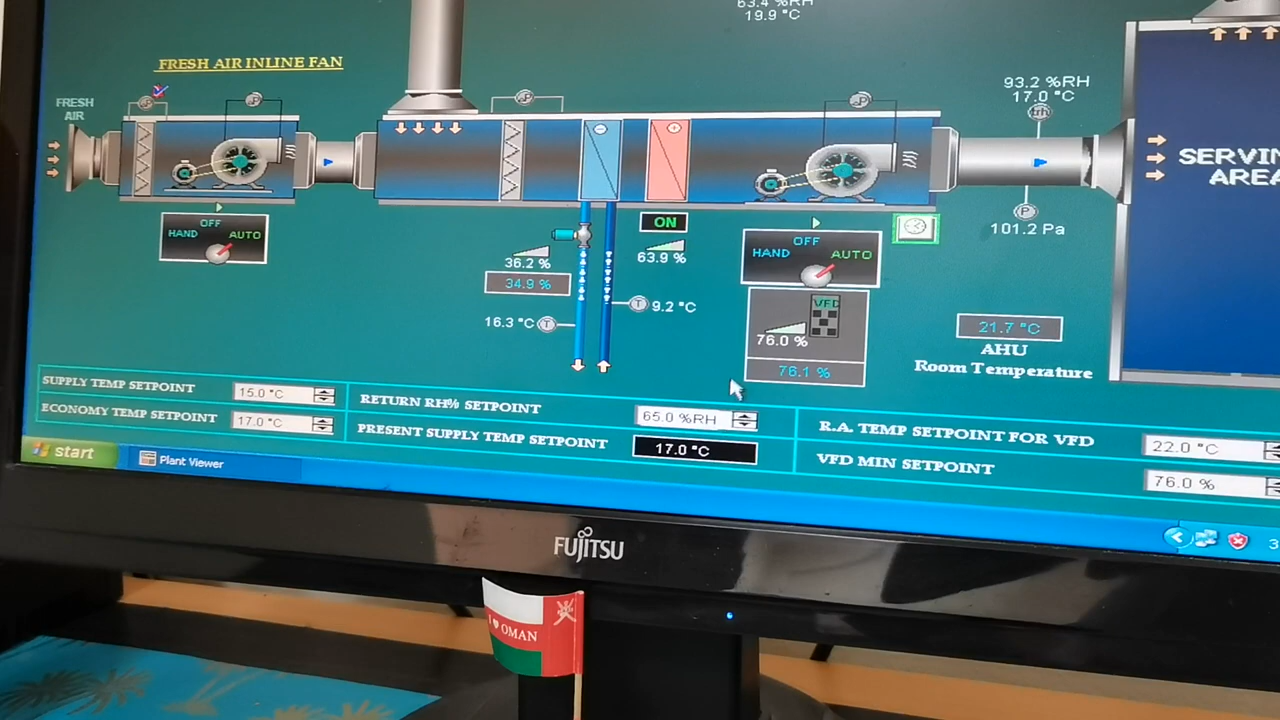 63.4 %RH
19.9 °C
FRESH AIR INLINE FAN
FRESH
AIR
93.2 %RH
17.0 °C
SERVIN
AREA
101.2 Pa
OFF
HAND
AUTO
ON
36.2 %
63.9 %
34.9 %
16.3 °C
T
T
9.2 °C
P
OFF
HAND
AUTO
VFD
76.0 %
76.1 %
21.7 °C
AHU
Room Temperature
SUPPLY TEMP SETPOINT 15.0 °C
ECONOMY TEMP SETPOINT 17.0 °C
RETURN RH% SETPOINT 65.0 %RH
PRESENT SUPPLY TEMP SETPOINT 17.0 °C
R.A. TEMP SETPOINT FOR VFD 22.0 °C
VFD MIN SETPOINT 76.0 %
start
Plant Viewer
3
FUJITSU
I ♥ OMAN